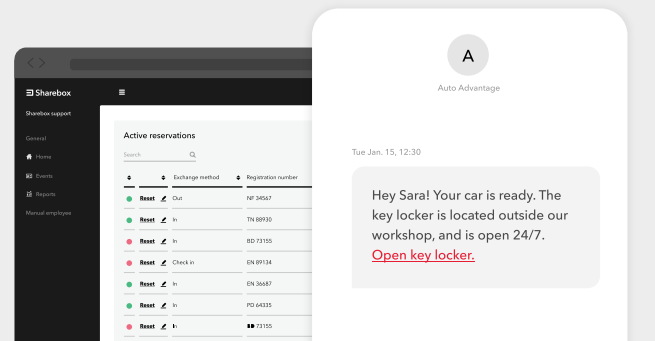 Sharebox
Sharebox support
General
Home
Events
Reports
Manual employee
Active reservations
Search
Exchange method Registration number
Reset Out NF 34567
Reset In TN 88930
Reset In BD 73155
Reset Check in EN 89134
Reset In EN 36687
Reset In PD 64335
Reset In BD 73155
A
Auto Advantage
Tue Jan. 15, 12:30
Hey Sara! Your car is ready. The
key locker is located outside our
workshop, and is open 24/7.
Open key locker.